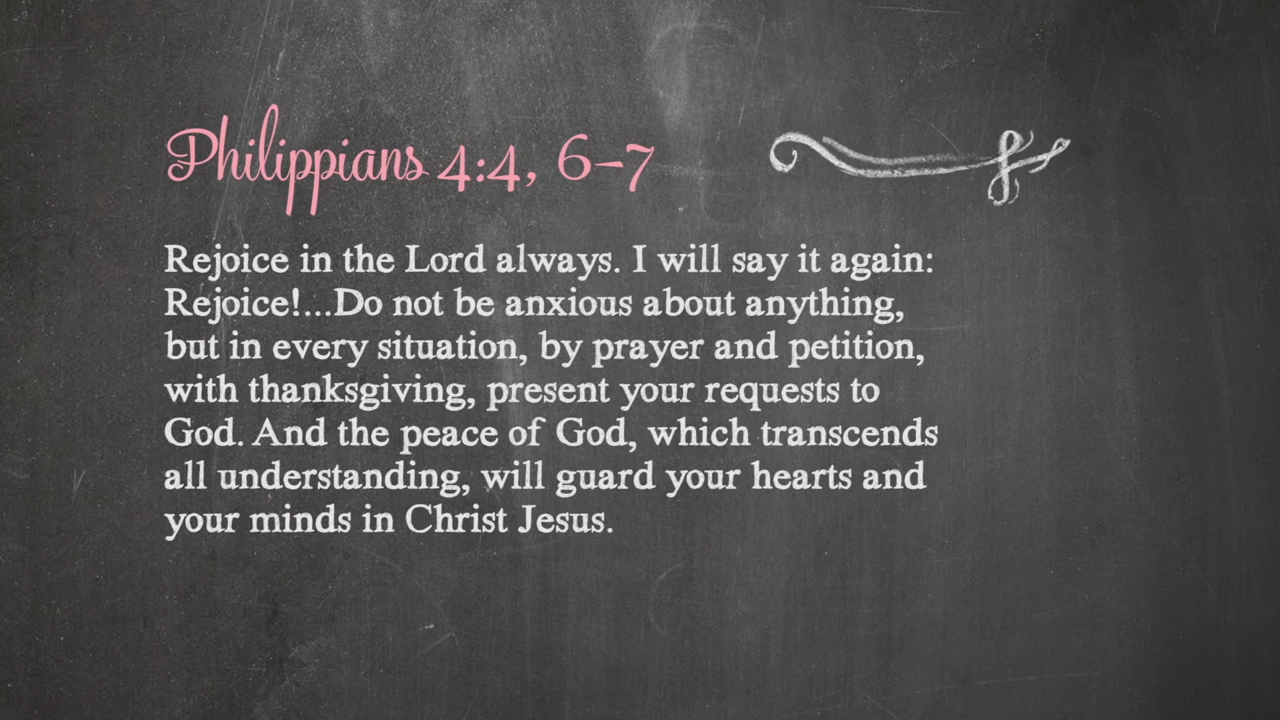 Philippians 4:4, 6–7
Rejoice in the Lord always. I will say it again:
Rejoice!...Do not be anxious about anything,
but in every situation, by prayer and petition,
with thanksgiving, present your requests to
God. And the peace of God, which transcends
all understanding, will guard your hearts and
your minds in Christ Jesus.